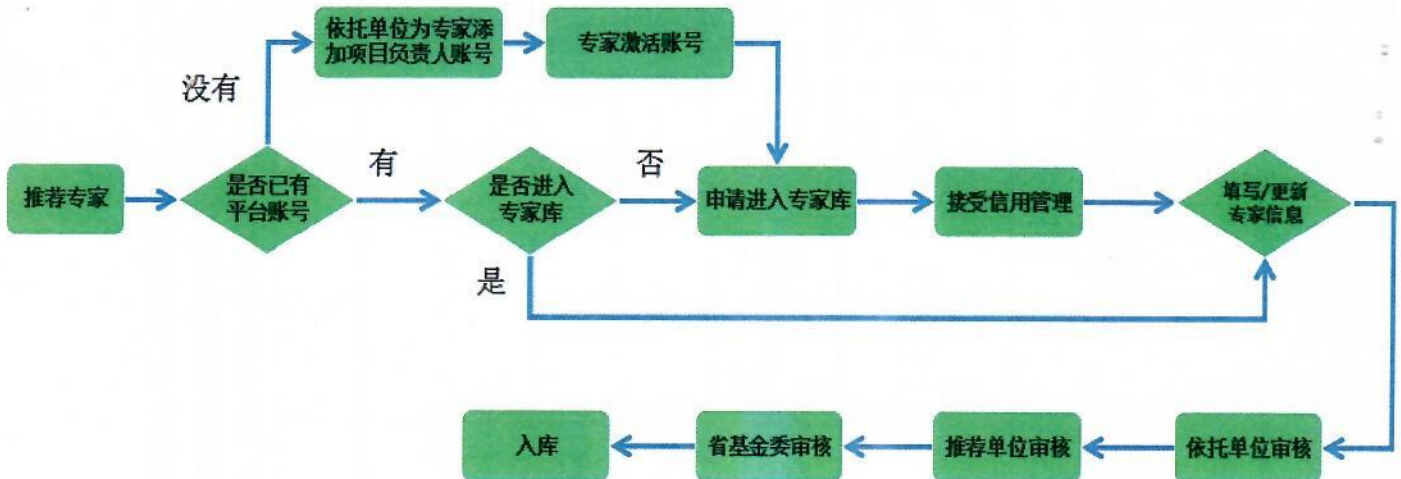 依托单位为专家添
加项目负责人账号
专家激活账号
没有
推荐专家
是否已有
平台账号
有
是否进入
专家库
否
申请进入专家库
接受信用管理
填写/更新
专家信息
是
入库
省基金委审核
推荐单位审核
依托单位审核